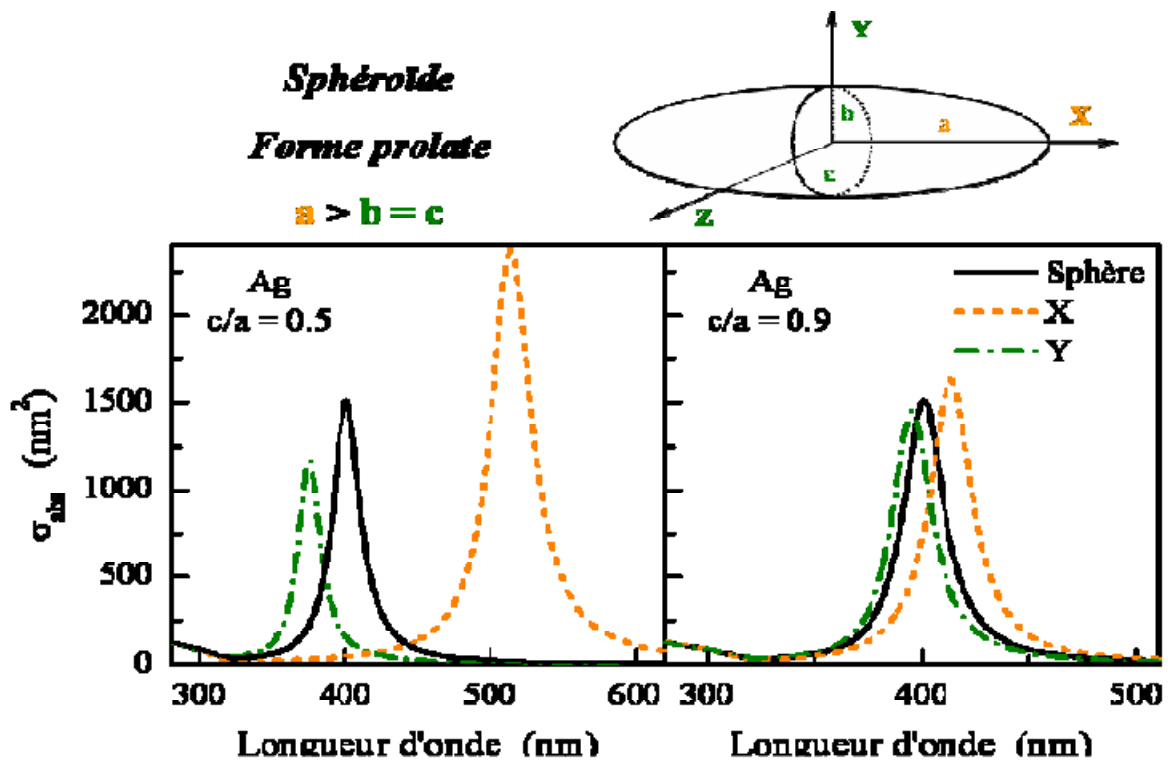 Sphéroïde
Forme prolate
a > b = c
Y
b
a
X
c
Z
Ag
c/a = 0.5
Ag
c/a = 0.9
Sphère
X
Y
2000
1500
1000
500
0
σabs (nm²)
300 400 500 600
300 400 500
Longueur d'onde (nm)
Longueur d'onde (nm)